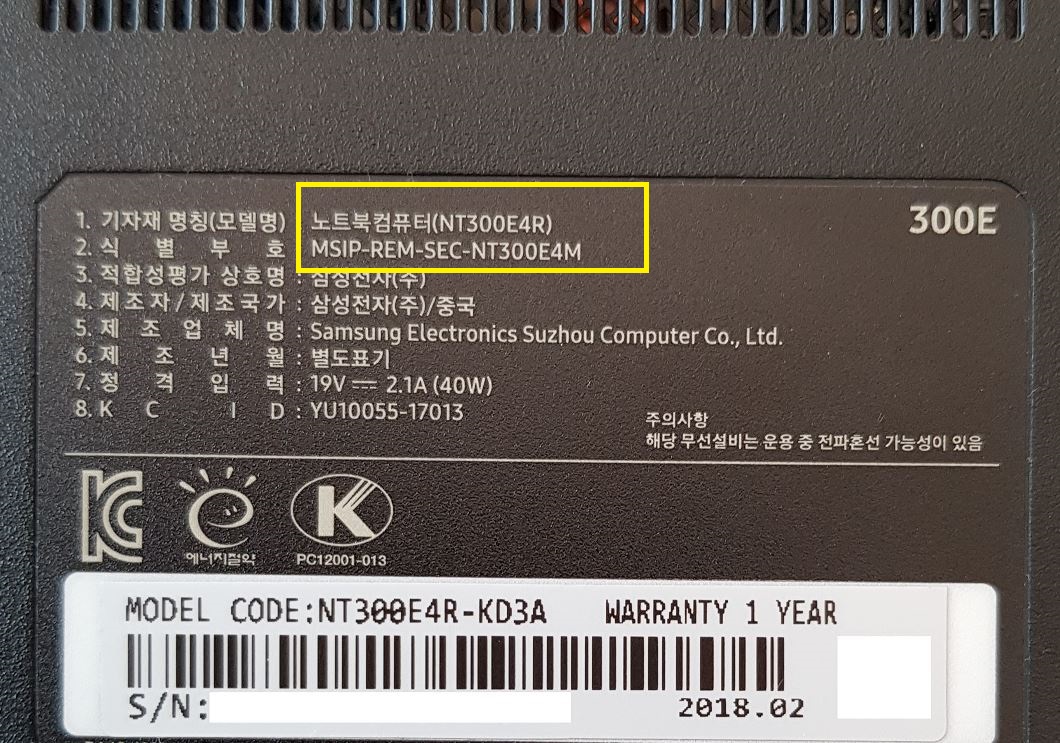 300E
1. 기자재 명칭(모델명) : 노트북컴퓨터(NT300E4R)
2. 식 별 부 호 : MSIP-REM-SEC-NT300E4M
3. 적합성평가 상호명 : 삼성전자(주)
4. 제조자/제조국가 : 삼성전자(주)/중국
5. 제 조 업 체 명 : Samsung Electronics Suzhou Computer Co., Ltd.
6. 제 조 년 월 : 별도표기
7. 정 격 입 력 : 19V 2.1A (40W)
8. K C I D : YU10055-17013
주의사항
해당 무선설비는 운용 중 전파혼선 가능성이 있음
에너지절약
PC12001-013
MODEL CODE:NT300E4R-KD3A WARRANTY 1 YEAR
S/N:
2018.02